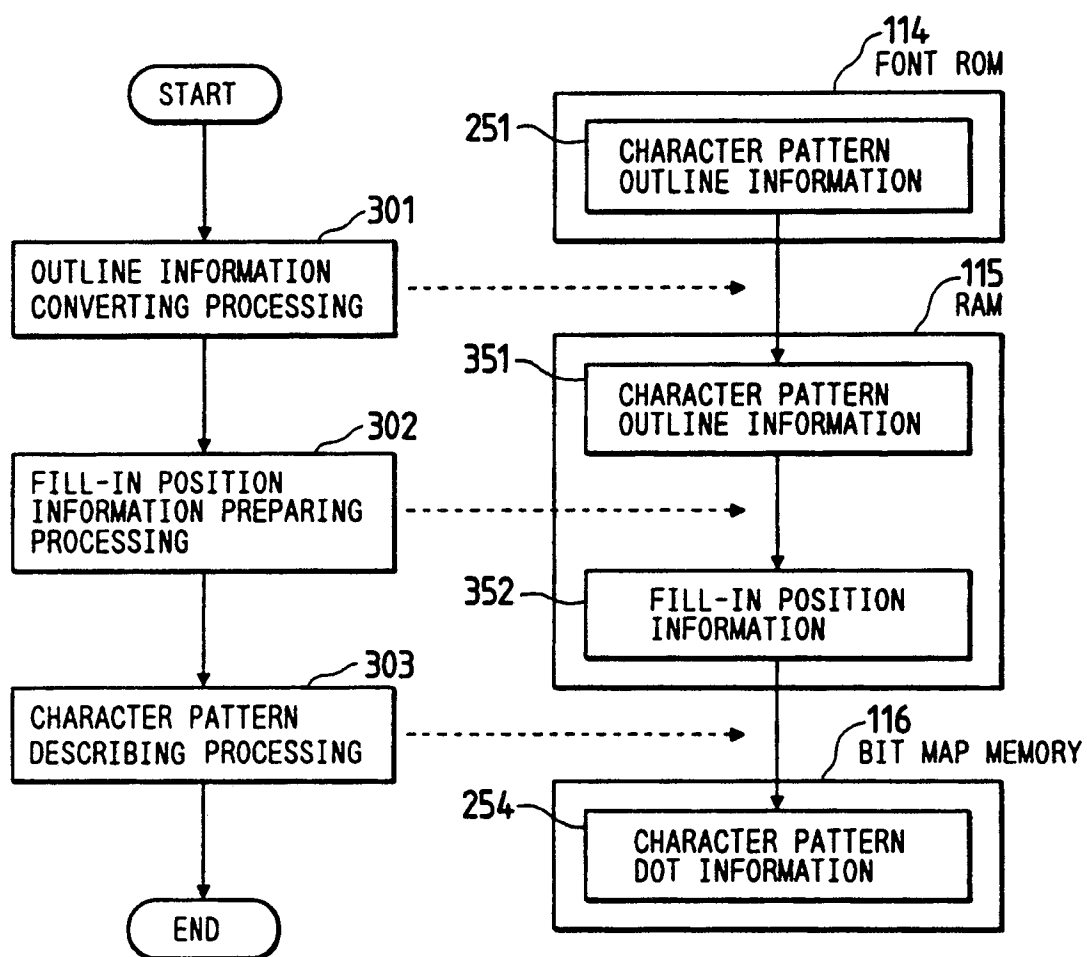 START
301
OUTLINE INFORMATION
CONVERTING PROCESSING
302
FILL-IN POSITION
INFORMATION PREPARING
PROCESSING
303
CHARACTER PATTERN
DESCRIBING PROCESSING
END
114
FONT ROM
251
CHARACTER PATTERN
OUTLINE INFORMATION
115
RAM
351
CHARACTER PATTERN
OUTLINE INFORMATION
352
FILL-IN POSITION
INFORMATION
116
BIT MAP MEMORY
254
CHARACTER PATTERN
DOT INFORMATION